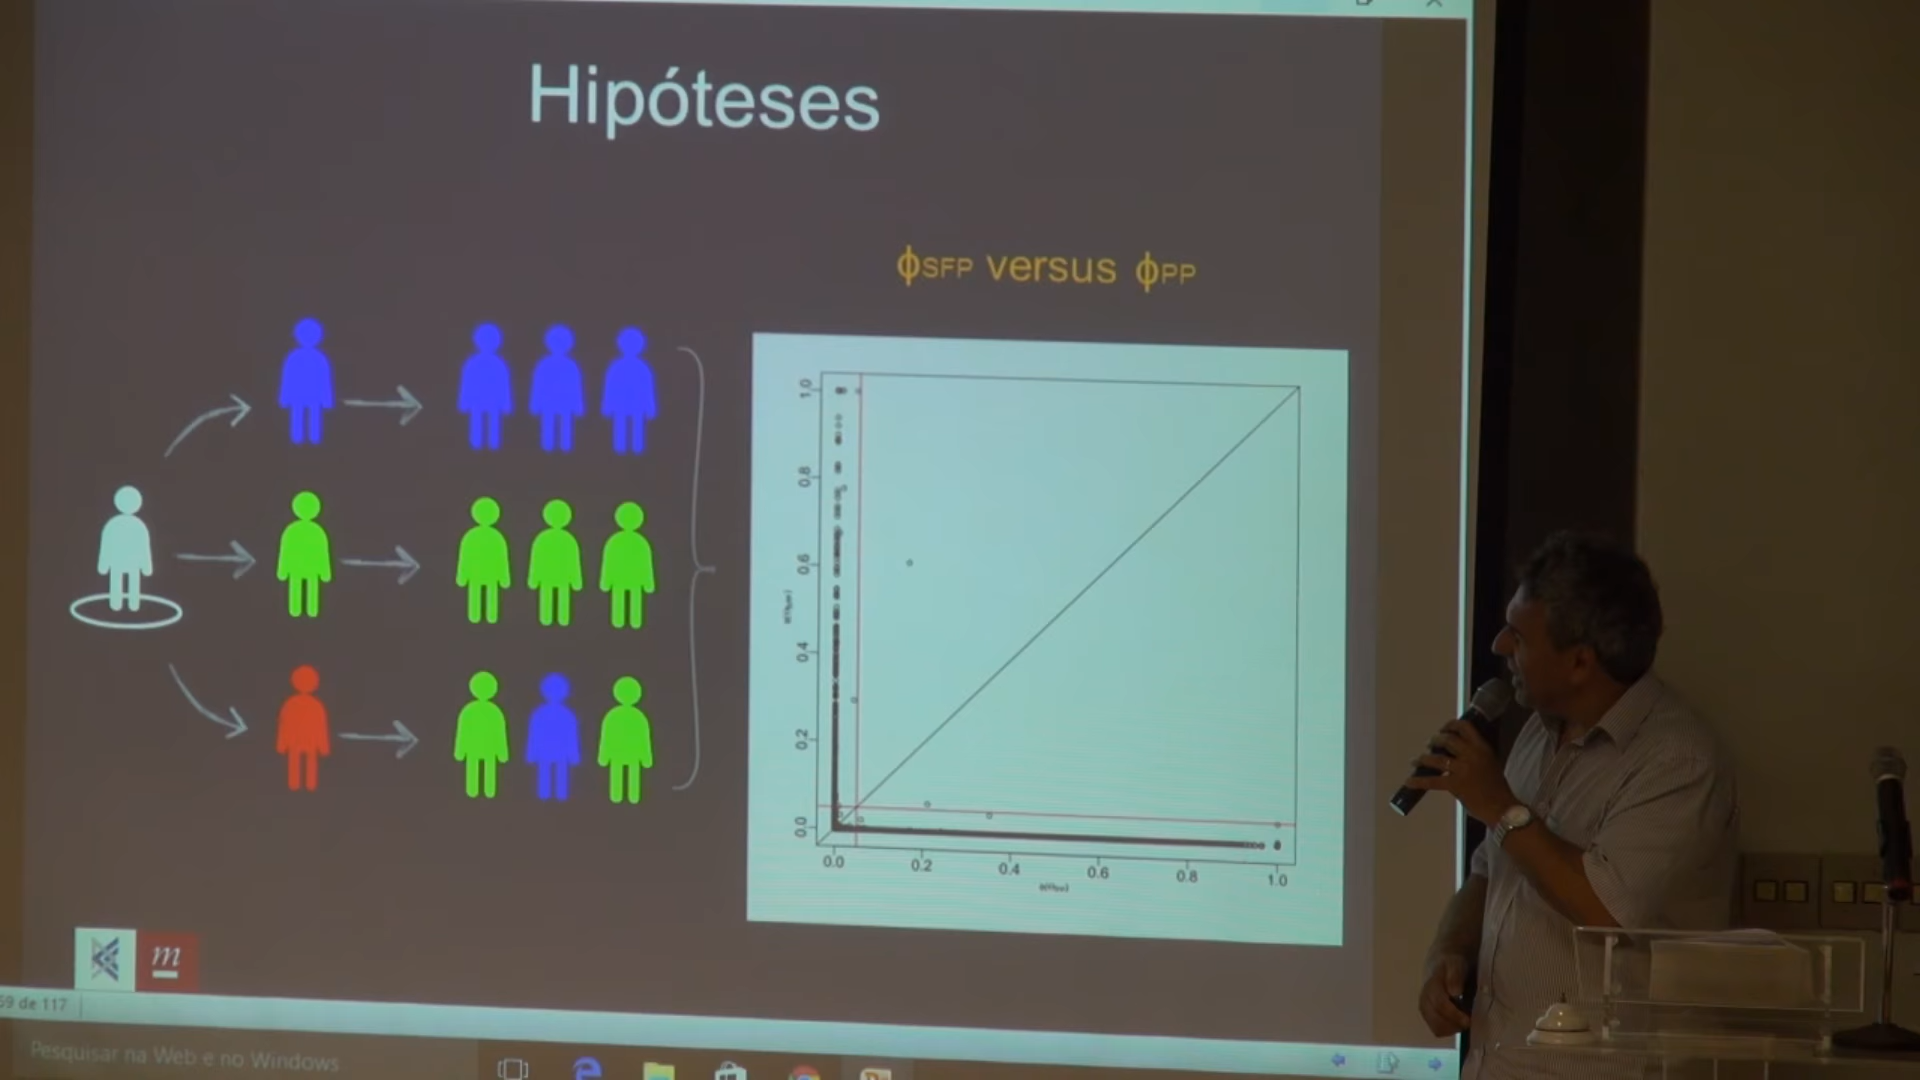 Hipóteses
ϕSFP versus ϕPP
1.0
0.8
0.6
0.4
0.2
0.0
0.0 0.2 0.4 0.6 0.8 1.0
m
69 de 117
Pesquisar na Web e no Windows